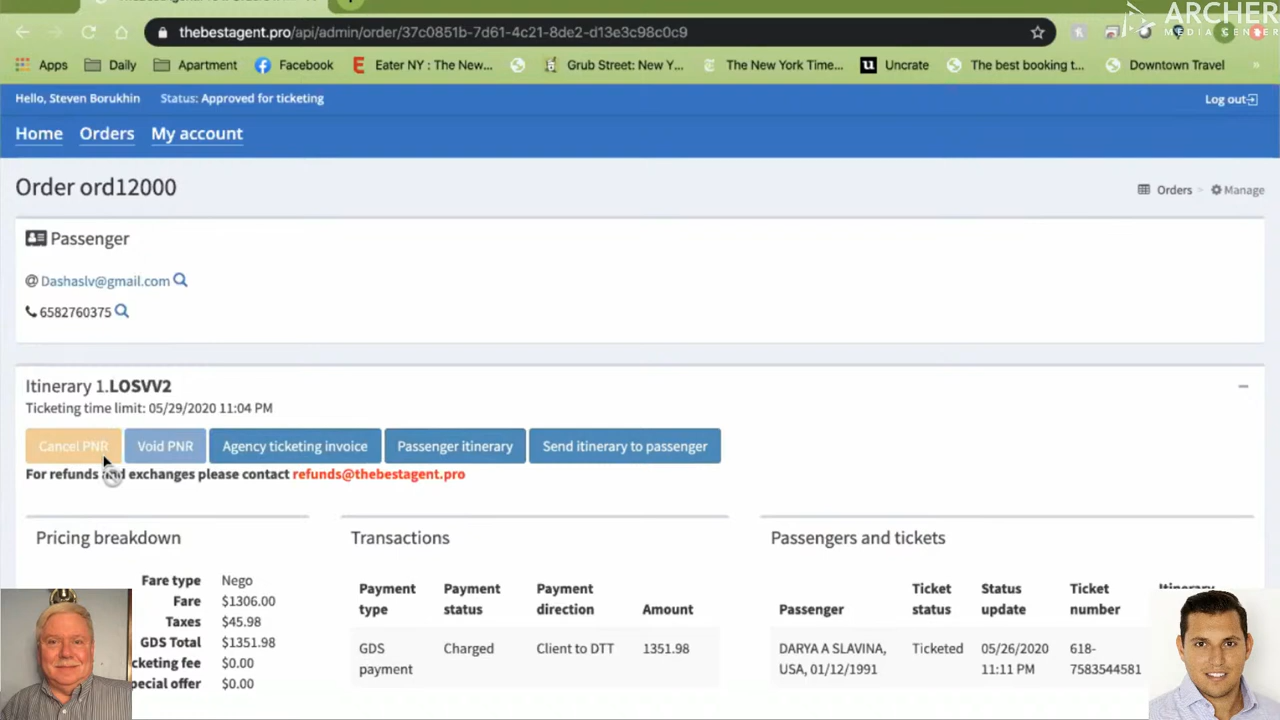 ARCHER
MEDIA CENTER
thebestagent.pro/api/admin/order/37c0851b-7d61-4c21-8de2-d13e3c98c0c9
Apps Daily Apartment Facebook Eater NY : The New... Grub Street: New Y... The New York Time... Uncrate The best booking t... Downtown Travel »
Hello, Steven Borukhin Status: Approved for ticketing Log out
Home Orders My account
Order ord12000 Orders > Manage
Passenger
@ Dashaslv@gmail.com
6582760375
Itinerary 1.LOSVV2
Ticketing time limit: 05/29/2020 11:04 PM
Cancel PNR Void PNR Agency ticketing invoice Passenger itinerary Send itinerary to passenger
For refunds and exchanges please contact refunds@thebestagent.pro
Pricing breakdown Transactions Passengers and tickets
Fare type Nego
Fare $1306.00
Taxes $45.98
GDS Total $1351.98
cketing fee $0.00
pecial offer $0.00
Payment type Payment status Payment direction Amount
GDS payment Charged Client to DTT 1351.98
Passenger Ticket status Status update Ticket number Itinerary
DARYA A SLAVINA, USA, 01/12/1991 Ticketed 05/26/2020 11:11 PM 618-7583544581